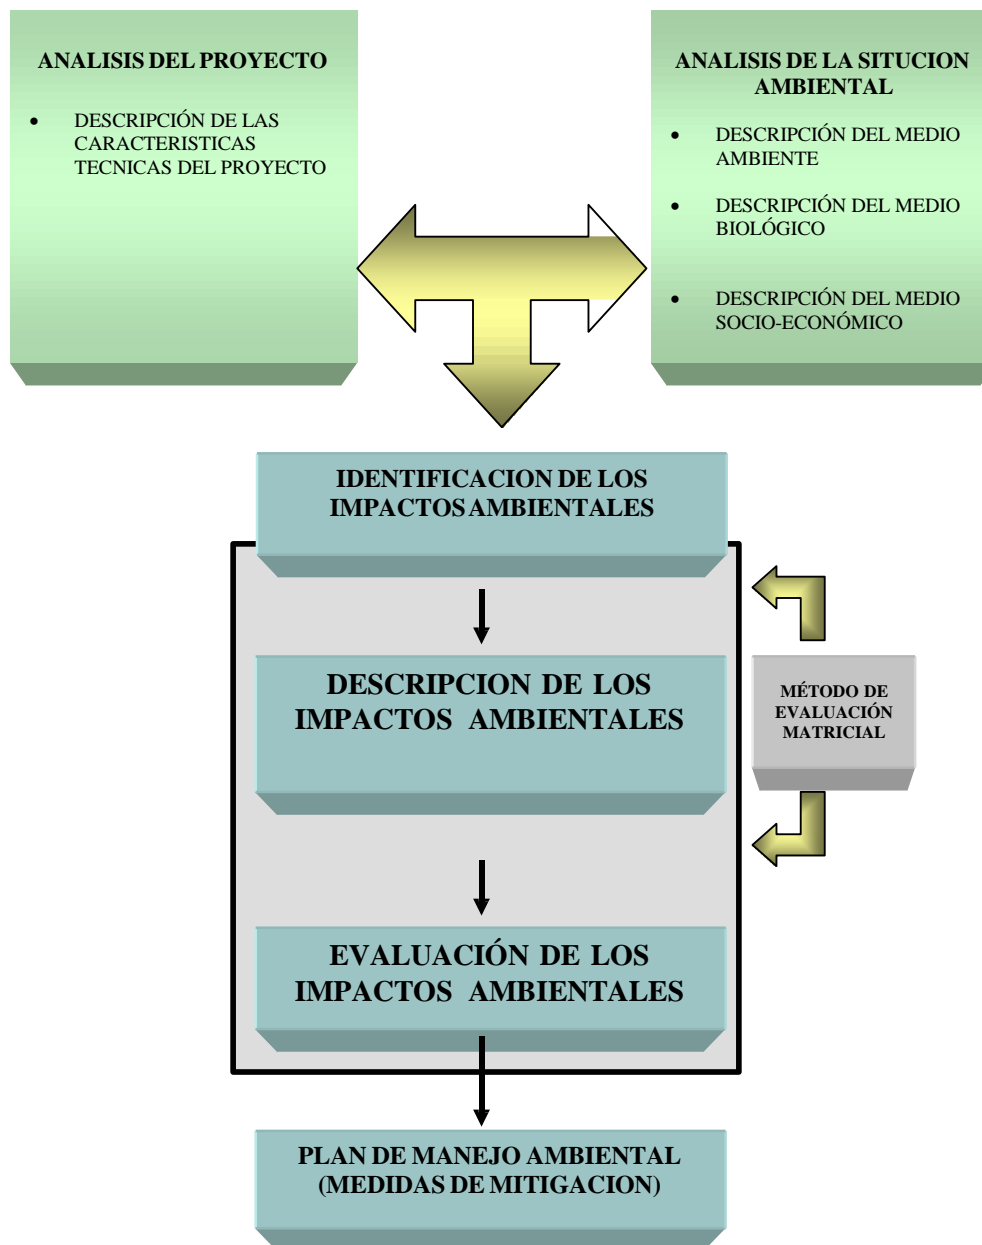 ANALISIS DEL PROYECTO
• DESCRIPCIÓN DE LAS
CARACTERISTICAS
TECNICAS DEL PROYECTO
ANALISIS DE LA SITUCION
AMBIENTAL
• DESCRIPCIÓN DEL MEDIO
AMBIENTE
• DESCRIPCIÓN DEL MEDIO
BIOLÓGICO
• DESCRIPCIÓN DEL MEDIO
SOCIO-ECONÓMICO
IDENTIFICACION DE LOS
IMPACTOS AMBIENTALES
DESCRIPCION DE LOS
IMPACTOS AMBIENTALES
MÉTODO DE
EVALUACIÓN
MATRICIAL
EVALUACIÓN DE LOS
IMPACTOS AMBIENTALES
PLAN DE MANEJO AMBIENTAL
(MEDIDAS DE MITIGACION)